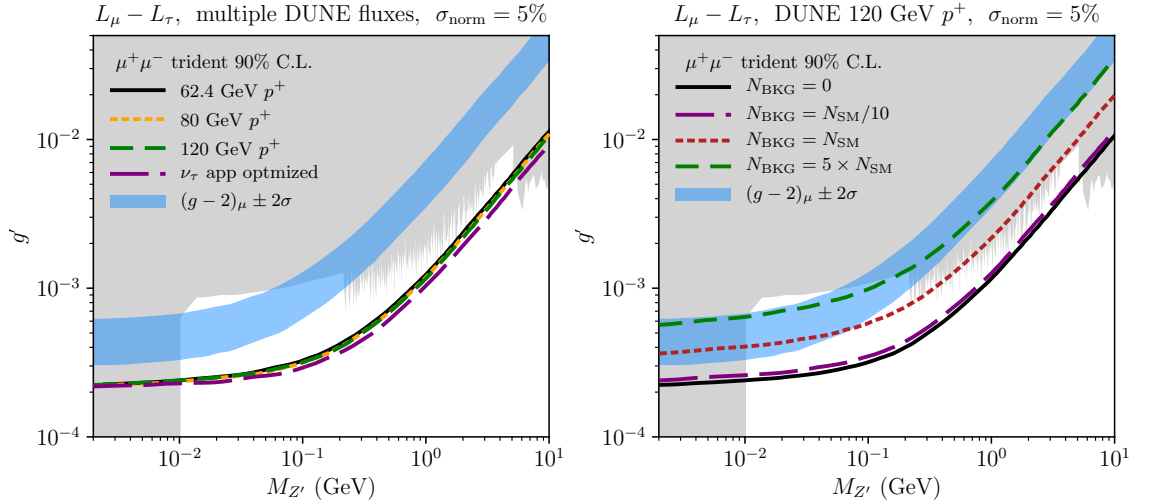 L_μ − L_τ, multiple DUNE fluxes, σ_norm = 5%
μ⁺μ⁻ trident 90% C.L.
62.4 GeV p⁺
80 GeV p⁺
120 GeV p⁺
ν_τ app optmized
(g − 2)_μ ± 2σ
g′
10⁻²
10⁻³
10⁻⁴
10⁻² 10⁻¹ 10⁰ 10¹
M_Z′ (GeV)
L_μ − L_τ, DUNE 120 GeV p⁺, σ_norm = 5%
μ⁺μ⁻ trident 90% C.L.
N_BKG = 0
N_BKG = N_SM/10
N_BKG = N_SM
N_BKG = 5 × N_SM
(g − 2)_μ ± 2σ
g′
10⁻²
10⁻³
10⁻⁴
10⁻² 10⁻¹ 10⁰ 10¹
M_Z′ (GeV)